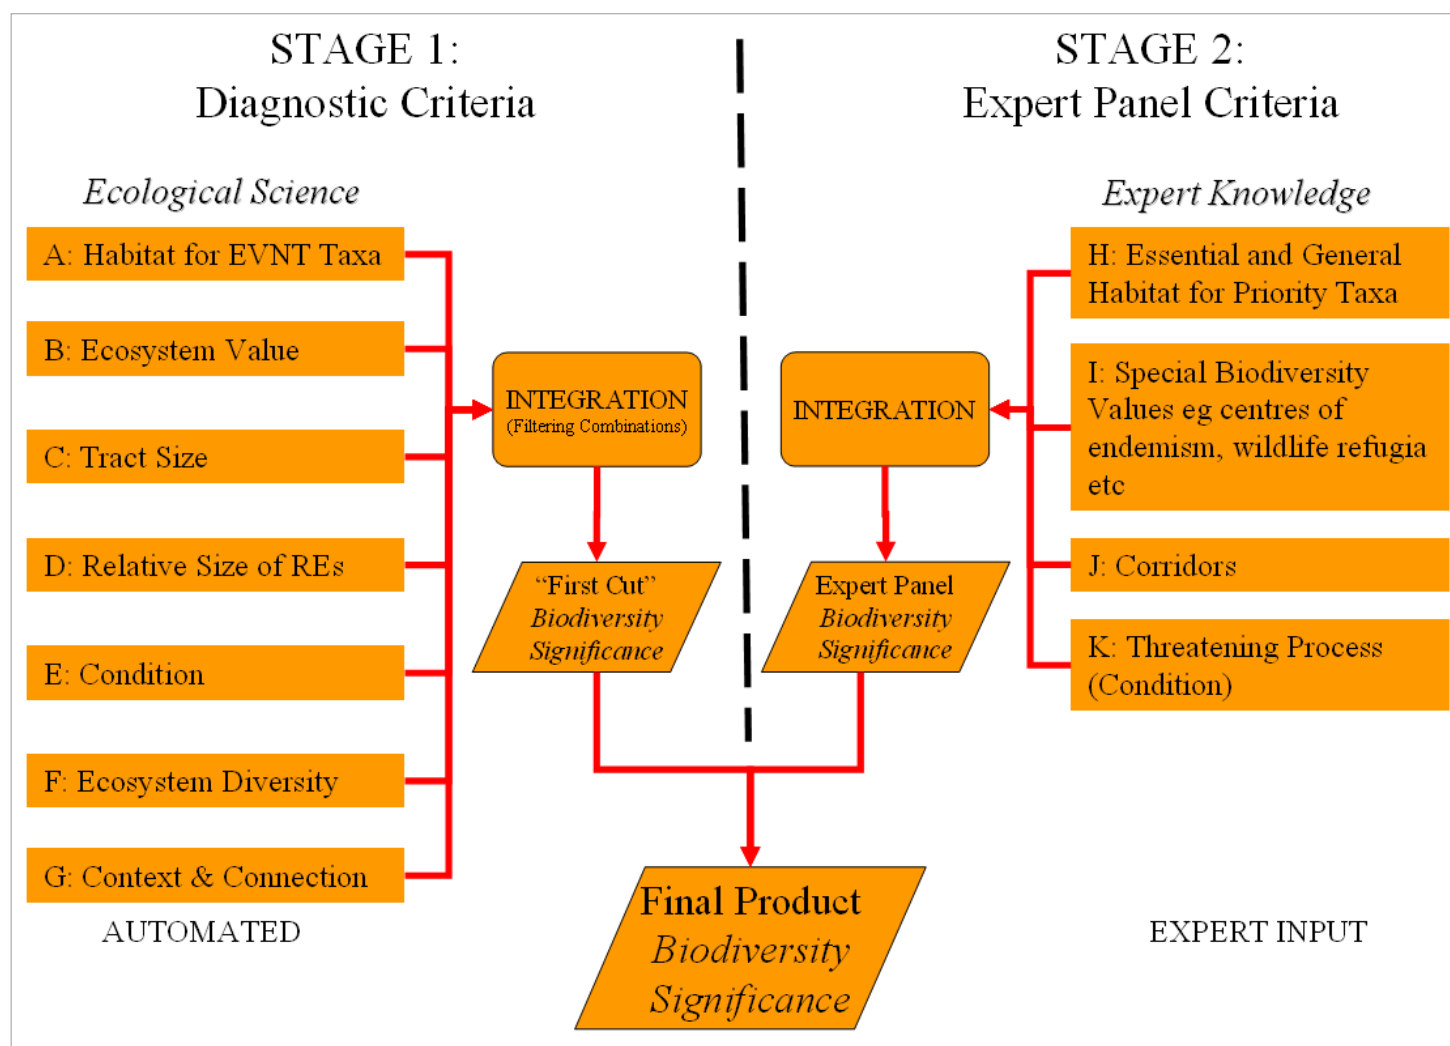 STAGE 1:
Diagnostic Criteria
Ecological Science
A: Habitat for EVNT Taxa
B: Ecosystem Value
C: Tract Size
D: Relative Size of REs
E: Condition
F: Ecosystem Diversity
G: Context & Connection
AUTOMATED
INTEGRATION
(Filtering Combinations)
“First Cut”
Biodiversity
Significance
STAGE 2:
Expert Panel Criteria
Expert Knowledge
H: Essential and General
Habitat for Priority Taxa
I: Special Biodiversity
Values eg centres of
endemism, wildlife refugia
etc
J: Corridors
K: Threatening Process
(Condition)
EXPERT INPUT
INTEGRATION
Expert Panel
Biodiversity
Significance
Final Product
Biodiversity
Significance